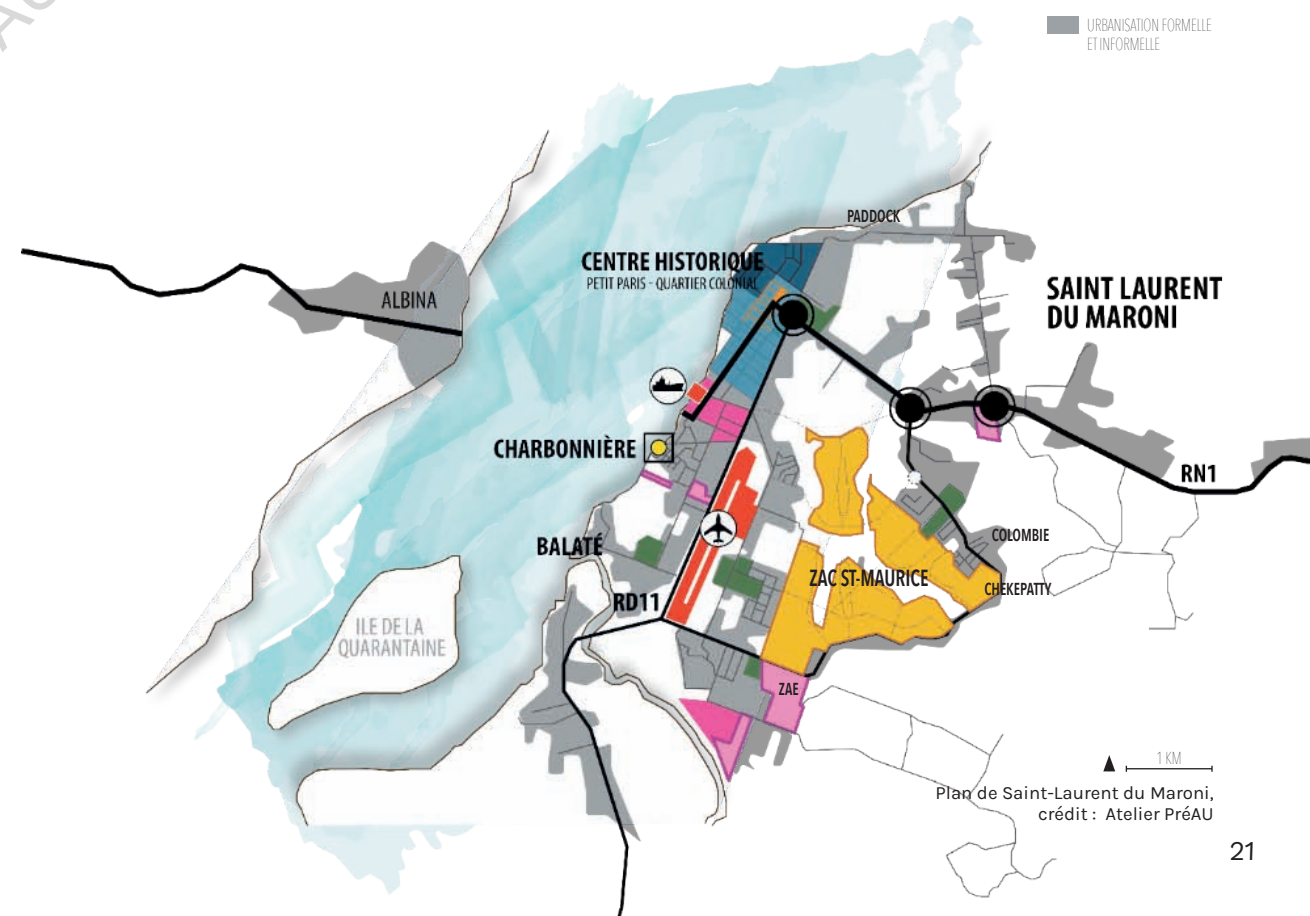 URBANISATION FORMELLE
ET INFORMELLE
PADDOCK
CENTRE HISTORIQUE
PETIT PARIS - QUARTIER COLONIAL
SAINT LAURENT
DU MARONI
ALBINA
CHARBONNIÈRE
RN1
BALATÉ
COLOMBIE
ZAC ST-MAURICE
CHEKEPATTY
RD11
ILE DE LA
QUARANTAINE
ZAE
1 KM
Plan de Saint-Laurent du Maroni,
crédit : Atelier PréAU
21